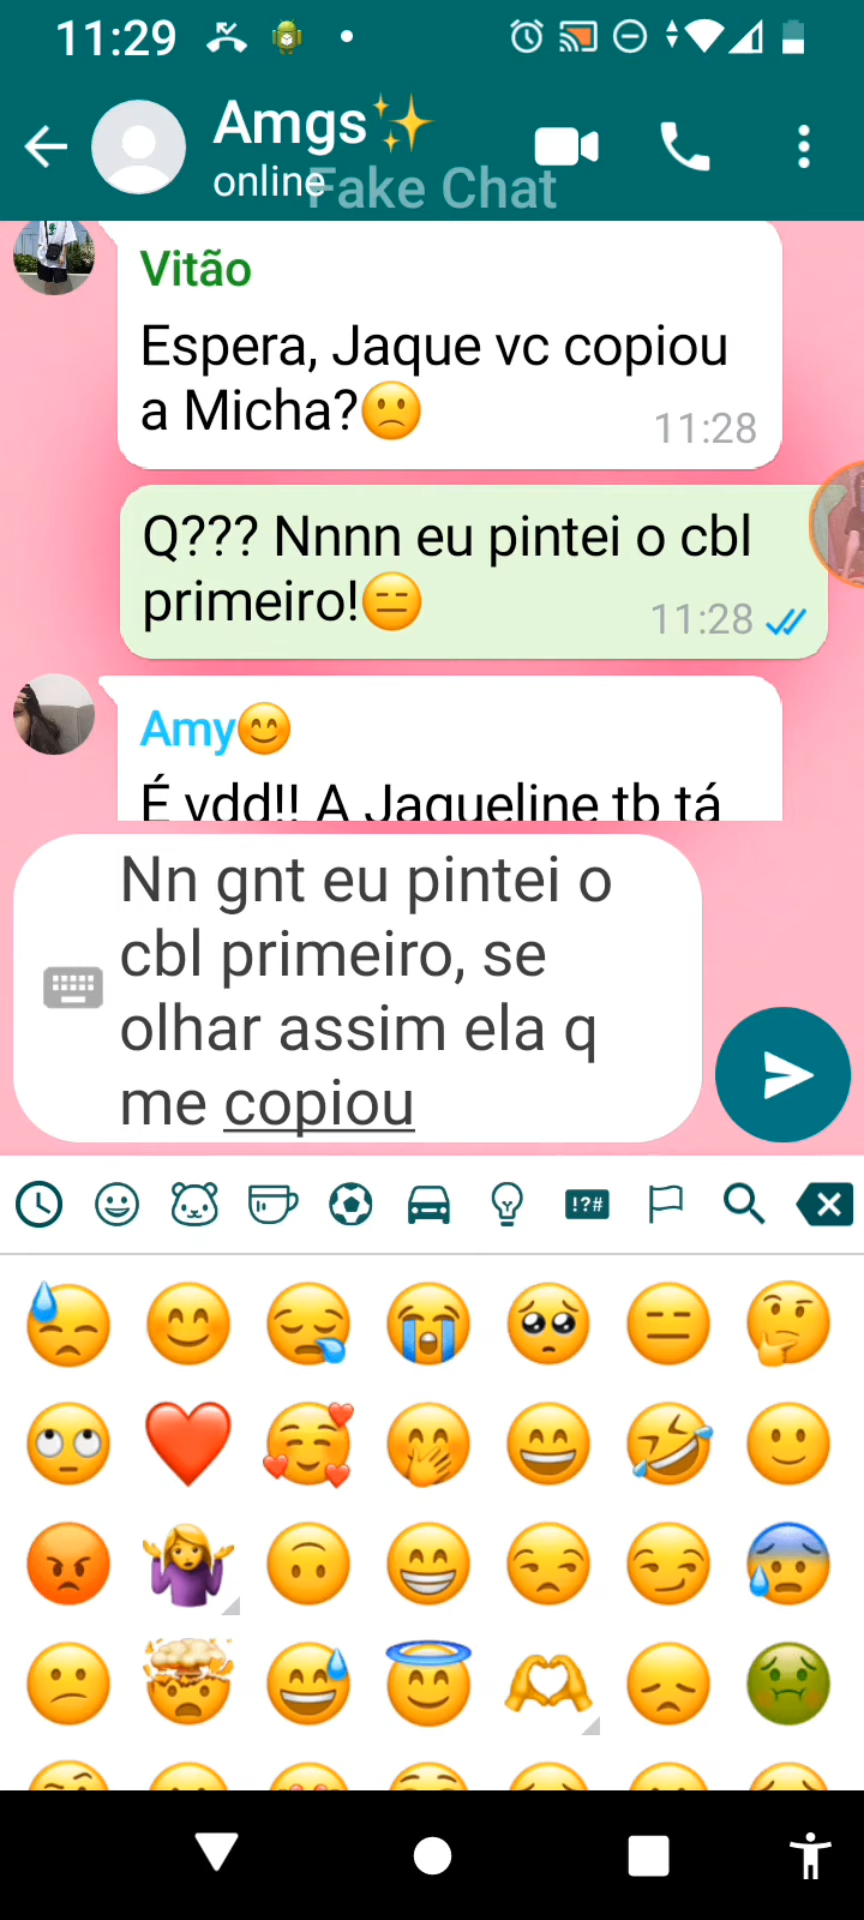 11:29
Amgs✨
online
Fake Chat
Vitão
Espera, Jaque vc copiou
a Micha?🙁
11:28
Q??? Nnnn eu pintei o cbl
primeiro!😑
11:28
Amy😊
É vdd!! A Jaqueline tb tá
Nn gnt eu pintei o
cbl primeiro, se
olhar assim ela q
me copiou
!?#